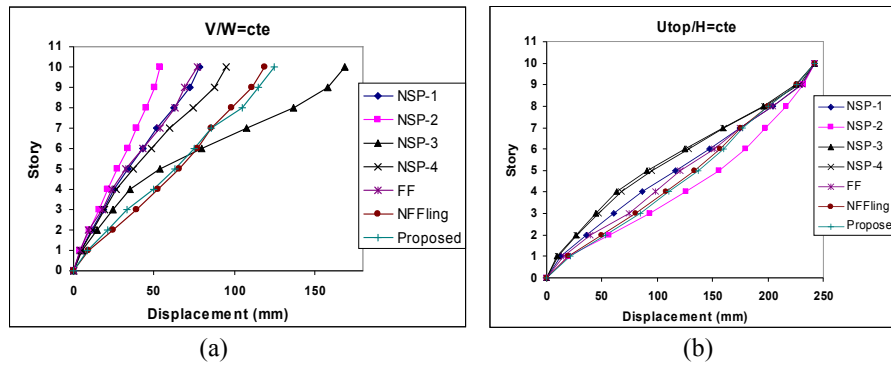 V/W=cte
11
10
9
8
7
6
5
4
3
2
1
0
Story
0 50 100 150
Displacement (mm)
NSP-1
NSP-2
NSP-3
NSP-4
FF
NFFling
Proposed
(a)
Utop/H=cte
11
10
9
8
7
6
5
4
3
2
1
0
Story
0 50 100 150 200 250
Displacement (mm)
NSP-1
NSP-2
NSP-3
NSP-4
FF
NFFling
Proposed
(b)